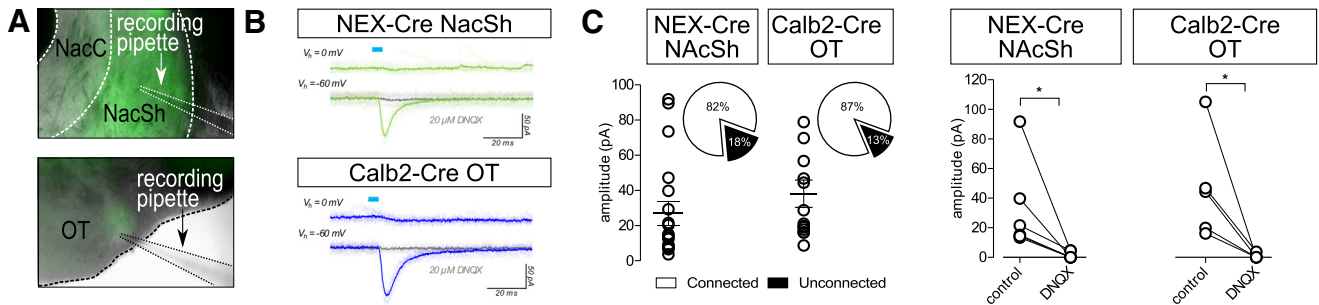 A
NacC
recording
pipette
NacSh
OT
recording
pipette
B
NEX-Cre NacSh
Vh = 0 mV
Vh = -60 mV
20 µM DNQX
50 pA
20 ms
Calb2-Cre OT
Vh = 0 mV
Vh = -60 mV
20 µM DNQX
50 pA
20 ms
C
NEX-Cre
NAcSh
Calb2-Cre
OT
amplitude (pA)
100
80
60
40
20
0
82%
18%
87%
13%
Connected
Unconnected
NEX-Cre
NAcSh
Calb2-Cre
OT
amplitude (pA)
120
100
80
60
40
20
0
*
*
control
DNQX
control
DNQX